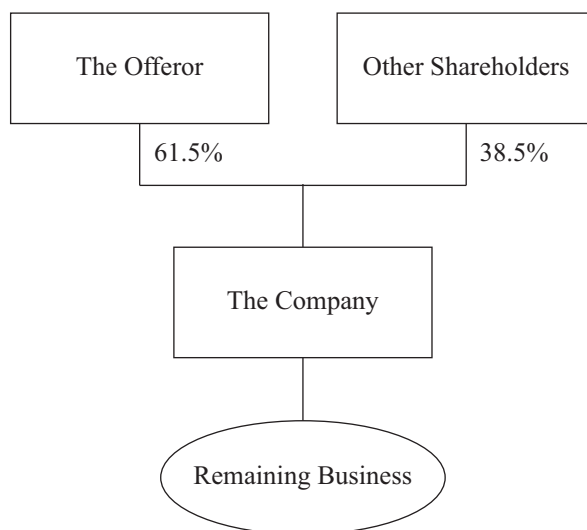 The Offeror
Other Shareholders
61.5%
38.5%
The Company
Remaining Business